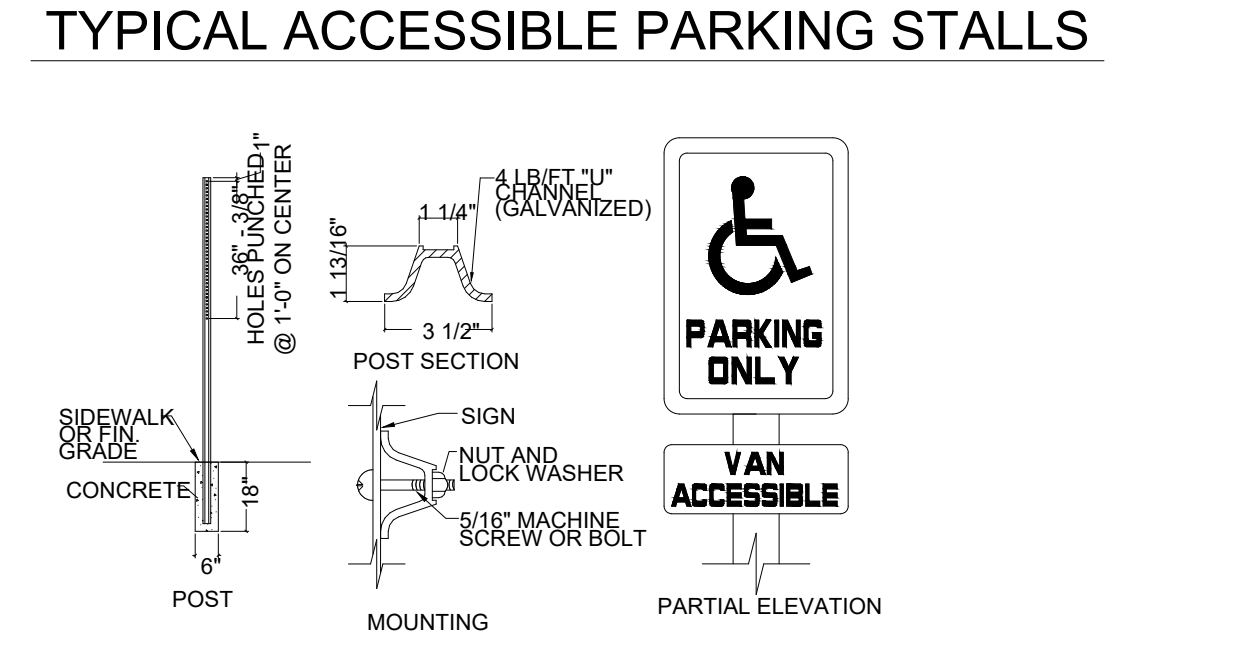 TYPICAL ACCESSIBLE PARKING STALLS
1"
36" - 3/8"
HOLES PUNCHED
@ 1'-0" ON CENTER
SIDEWALK
OR FIN.
GRADE
CONCRETE
18"
6"
POST
4 LB/FT "U"
CHANNEL
(GALVANIZED)
1 1/4"
1 13/16"
3 1/2"
POST SECTION
SIGN
NUT AND
LOCK WASHER
5/16" MACHINE
SCREW OR BOLT
MOUNTING
PARKING
ONLY
VAN
ACCESSIBLE
PARTIAL ELEVATION